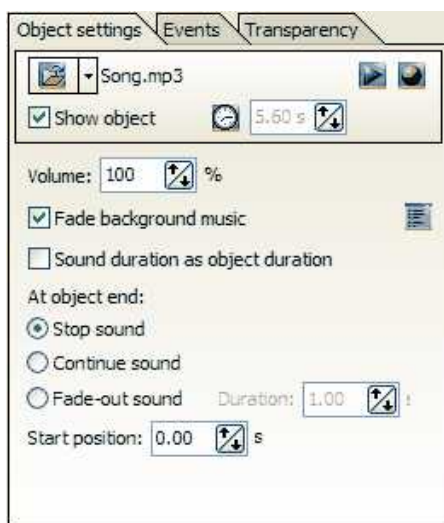 Object settings Events Transparency
Song.mp3
Show object 5.60 s
Volume: 100 %
Fade background music
Sound duration as object duration
At object end:
Stop sound
Continue sound
Fade-out sound Duration: 1.00
Start position: 0.00 s